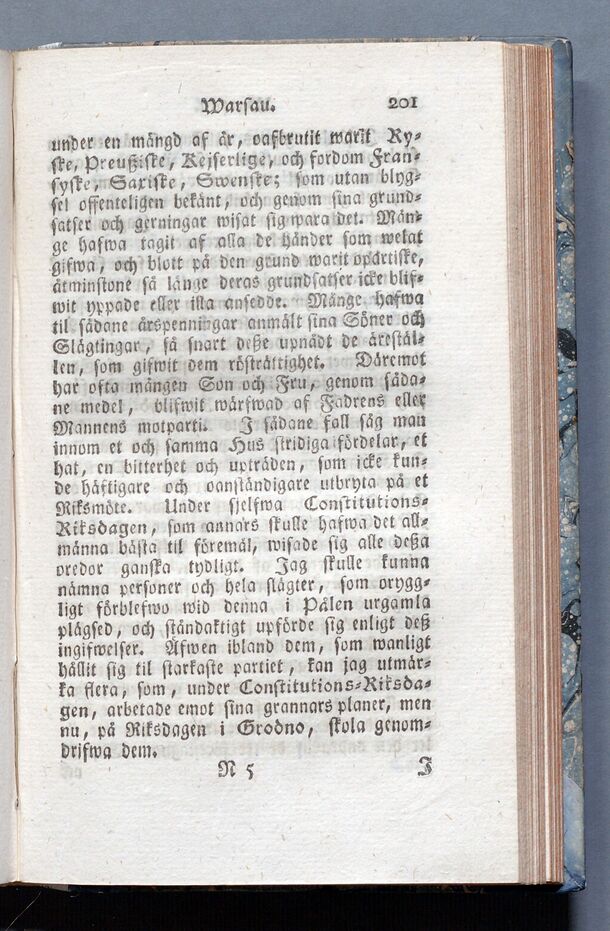 Warsau. 201
under en mängd af år, oafbrutit warit Ry-
ske, Preußiske, Kejserlige, och fordom Fran-
syske, Saxiske, Swenske; som utan blyg-
sel offenteligen bekånt, och genom sina grund-
satser och gerningar wisat sig wara det. Mån-
ge hafwa tagit af alla de händer som welat
gifwa, och blott på den grund warit opartiske,
åtminstone så länge deras grundsatser icke blif-
wit yppade eller illa ansedde. Månge hafwa
til sådane årspenningar anmält sina Söner och
Slägtingar, så snart deße upnådt de äreståll-
len, som gifwit dem rösträttighet. Däremot
har ofta mången Son och Fru, genom såda-
ne medel, blifwit wärfwad af Fadrens eller
Mannens motparti. I sådane fall såg man
innom et och samma Hus stridiga fördelar, et
hat, en bitterhet och upträden, som icke kun-
de häftigare och oanständigare utbryta på et
Riksmöte. Under sjelfwa Constitutions-
Riksdagen, som annars skulle hafwa det all-
männa bästa til föremål, wisade sig alle deßa
oredor ganska tydligt. Jag skulle kunna
nämna personer och hela slägter, som orygg-
ligt förblefwo wid denna i Pålen urgamla
plägsed, och ständaktigt upförde sig enligt deß
ingifwelser. Äfwen ibland dem, som wanligt
hållit sig til starkaste partiet, kan jag utmär-
ka flera, som, under Constitutions-Riksda-
gen, arbetade emot sina grannars planer, men
nu, på Riksdagen i Grodno, skola genom-
drifwa dem.
N 5 I